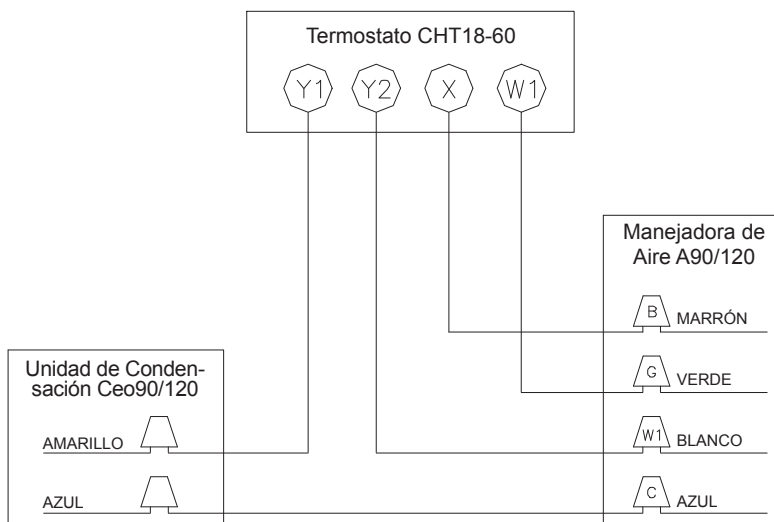 Termostato CHT18-60
Y1 Y2 X W1
Manejadora de
Aire A90/120
B MARRÓN
G VERDE
W1 BLANCO
C AZUL
Unidad de Conden-
sación Ceo90/120
AMARILLO
AZUL